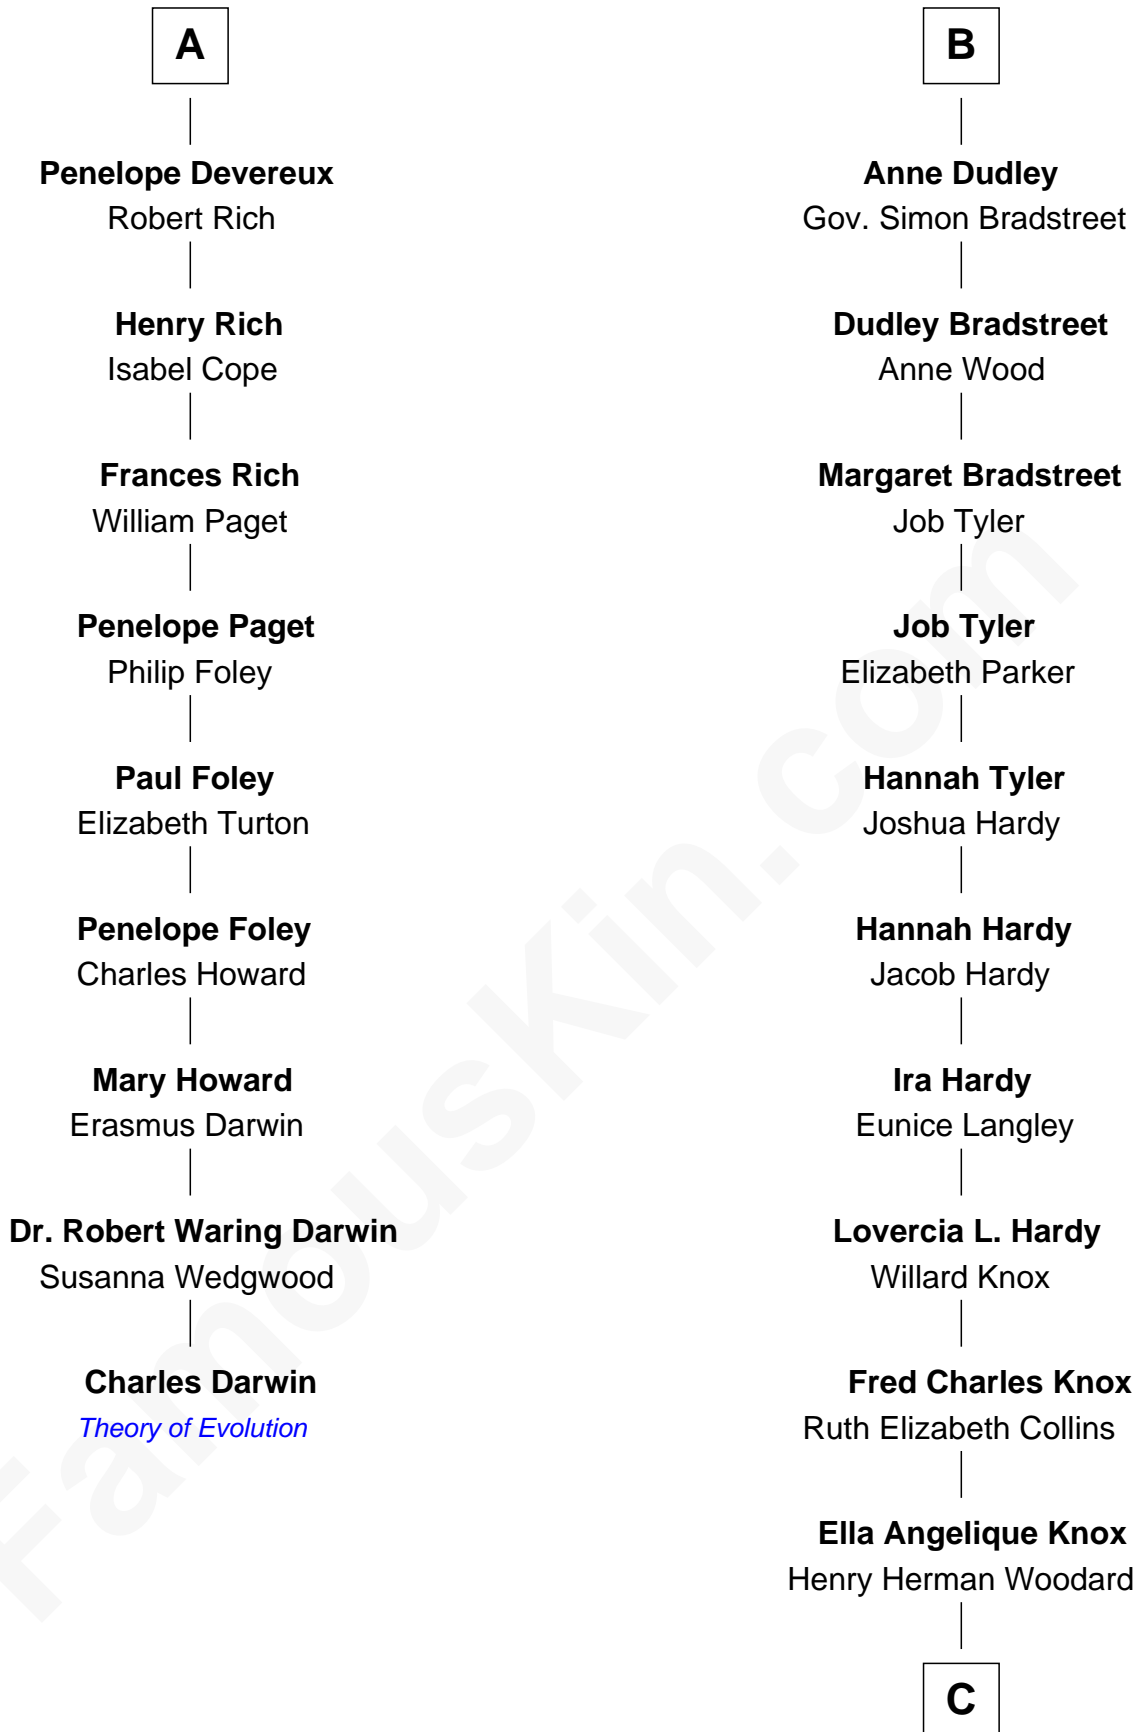 A
Penelope Devereux
Robert Rich
Henry Rich
Isabel Cope
Frances Rich
William Paget
Penelope Paget
Philip Foley
Paul Foley
Elizabeth Turton
Penelope Foley
Charles Howard
Mary Howard
Erasmus Darwin
Dr. Robert Waring Darwin
Susanna Wedgwood
Charles Darwin
Theory of Evolution
B
Anne Dudley
Gov. Simon Bradstreet
Dudley Bradstreet
Anne Wood
Margaret Bradstreet
Job Tyler
Job Tyler
Elizabeth Parker
Hannah Tyler
Joshua Hardy
Hannah Hardy
Jacob Hardy
Ira Hardy
Eunice Langley
Lovercia L. Hardy
Willard Knox
Fred Charles Knox
Ruth Elizabeth Collins
Ella Angelique Knox
Henry Herman Woodard
C
FamousKin.com